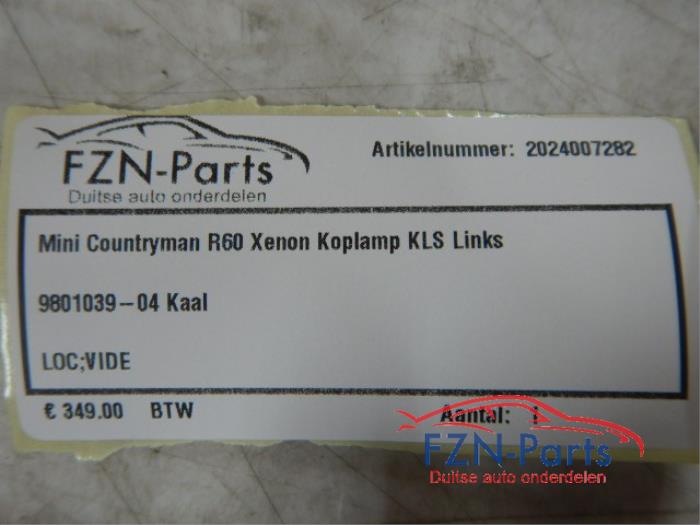 FZN-Parts
Duitse auto onderdelen
Artikelnummer: 2024007282
Mini Countryman R60 Xenon Koplamp KLS Links
9801039-04 Kaal
LOC;VIDE
€ 349.00 BTW
Aantal: 1
FZN-Parts
Duitse auto onderdelen